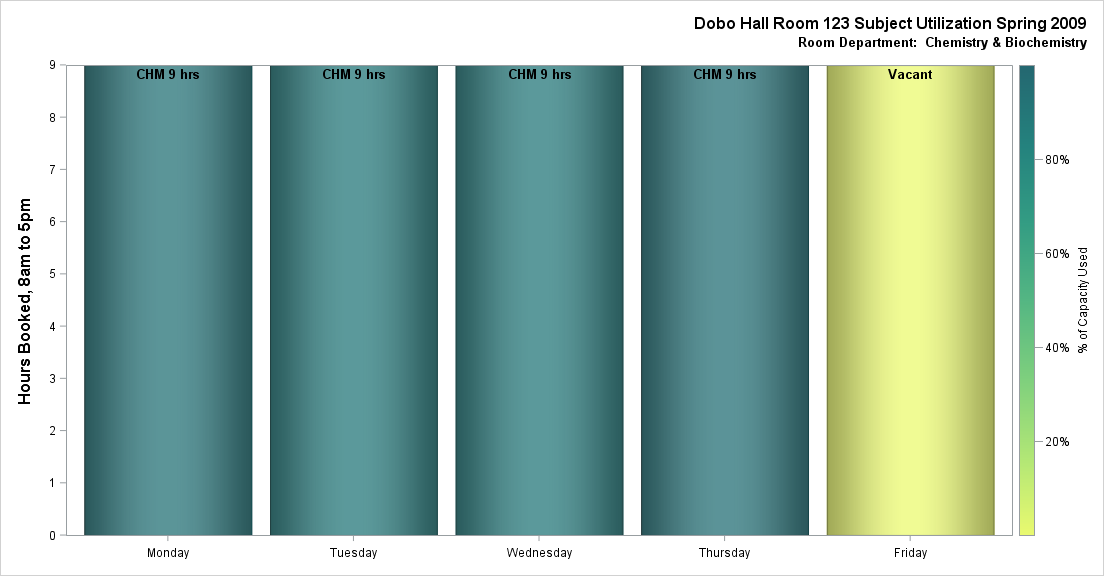 Dobo Hall Room 123 Subject Utilization Spring 2009
Room Department:  Chemistry & Biochemistry
Hours Booked, 8am to 5pm
9
8
7
6
5
4
3
2
1
0
CHM 9 hrs
CHM 9 hrs
CHM 9 hrs
CHM 9 hrs
Vacant
Monday
Tuesday
Wednesday
Thursday
Friday
80%
60%
40%
20%
% of Capacity Used